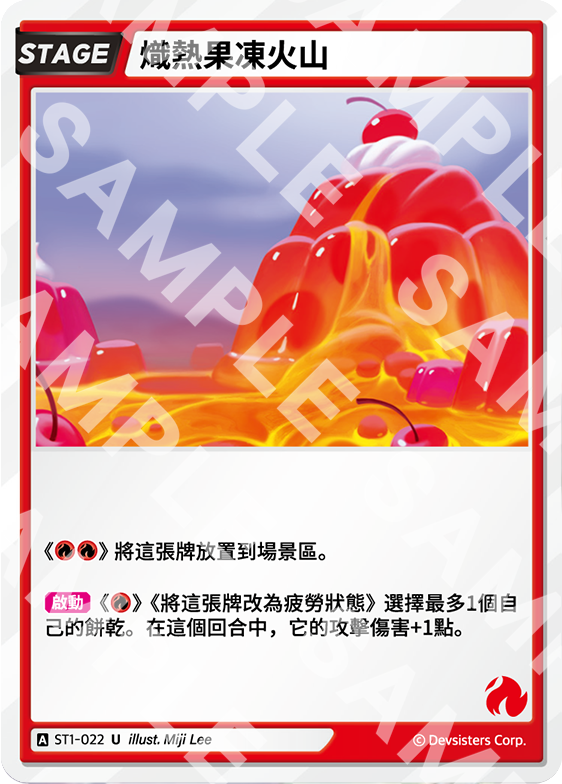 STAGE 熾熱果凍火山
《》將這張牌放置到場景區。
啟動《》《將這張牌改為疲勞狀態》選擇最多1個自
己的餅乾。在這個回合中，它的攻擊傷害+1點。
A ST1-022 U illust. Miji Lee © Devsisters Corp.
SAMPLE
SAMPLE
SAMPLE
SAMPLE